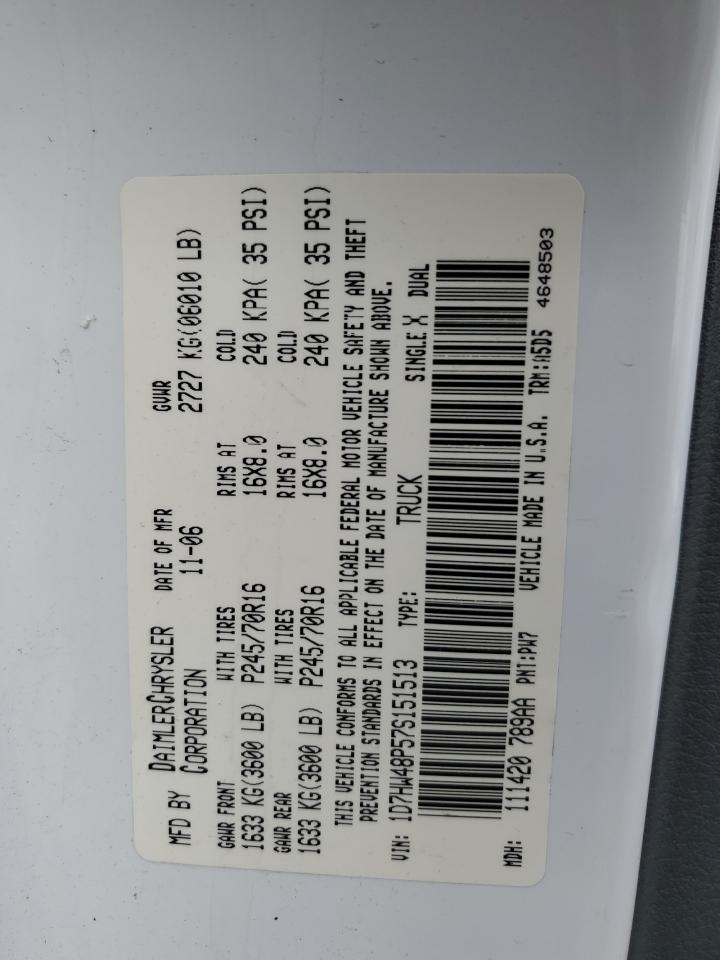 MFD BY DAIMLERCHRYSLER DATE OF MFR GVWR
CORPORATION 11-06 2727 KG(06010 LB)
GAWR FRONT WITH TIRES RIMS AT COLD
1633 KG(3600 LB) P245/70R16 16X8.0 240 KPA( 35 PSI)
GAWR REAR WITH TIRES RIMS AT COLD
1633 KG(3600 LB) P245/70R16 16X8.0 240 KPA( 35 PSI)
THIS VEHICLE CONFORMS TO ALL APPLICABLE FEDERAL MOTOR VEHICLE SAFETY AND THEFT
PREVENTION STANDARDS IN EFFECT ON THE DATE OF MANUFACTURE SHOWN ABOVE.
VIN: 1D7HW48P57S151513 TYPE: TRUCK SINGLE X DUAL
MDH: 111420 789AA PNT:PW7 VEHICLE MADE IN U.S.A. TRM:A5D5 4648503